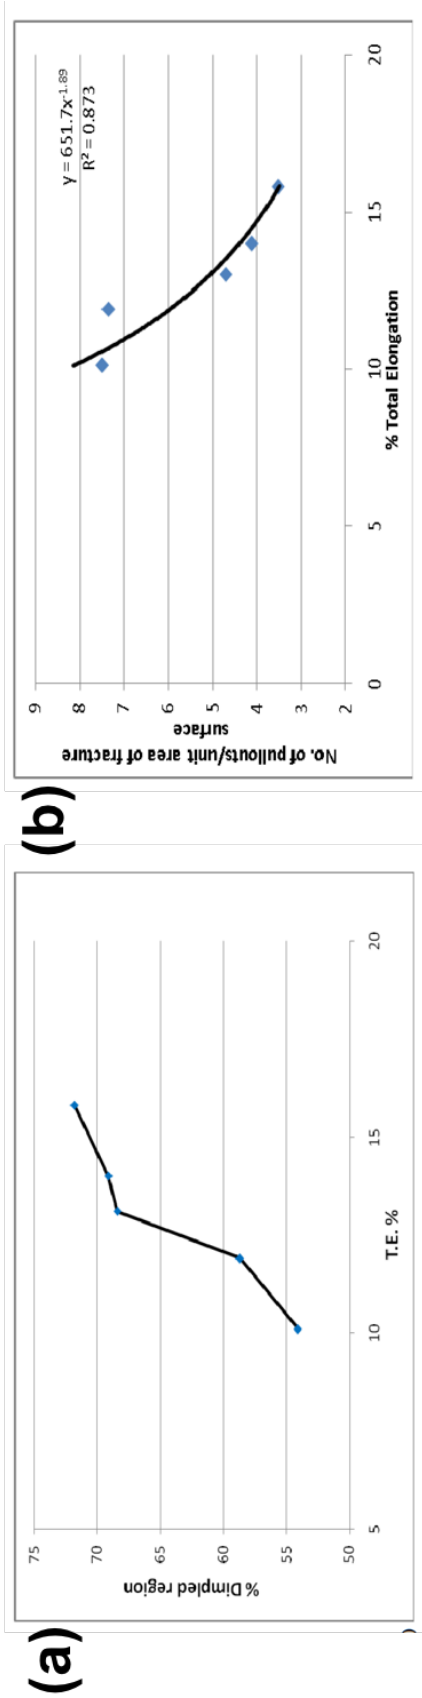 (a)
% Dimpled region
75
70
65
60
55
50
5
10
15
20
T.E. %
(b)
No. of pullouts/unit area of fracture
surface
9
8
7
6
5
4
3
2
0
5
10
15
20
% Total Elongation
y = 651.7x^-1.89
R² = 0.873